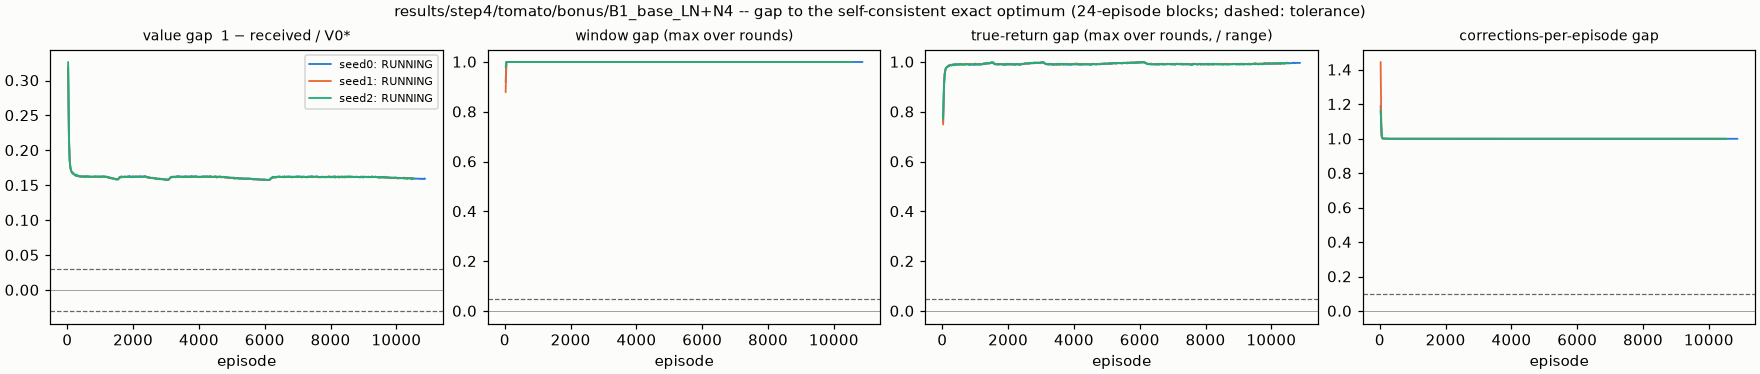 results/step4/tomato/bonus/B1_base_LN+N4 -- gap to the self-consistent exact optimum (24-episode blocks; dashed: tolerance)
value gap 1 − received / V0*
0.30
0.25
0.20
0.15
0.10
0.05
0.00
seed0: RUNNING
seed1: RUNNING
seed2: RUNNING
0 2000 4000 6000 8000 10000
episode
window gap (max over rounds)
1.0
0.8
0.6
0.4
0.2
0.0
0 2000 4000 6000 8000 10000
episode
true-return gap (max over rounds, / range)
1.0
0.8
0.6
0.4
0.2
0.0
0 2000 4000 6000 8000 10000
episode
corrections-per-episode gap
1.4
1.2
1.0
0.8
0.6
0.4
0.2
0.0
0 2000 4000 6000 8000 10000
episode